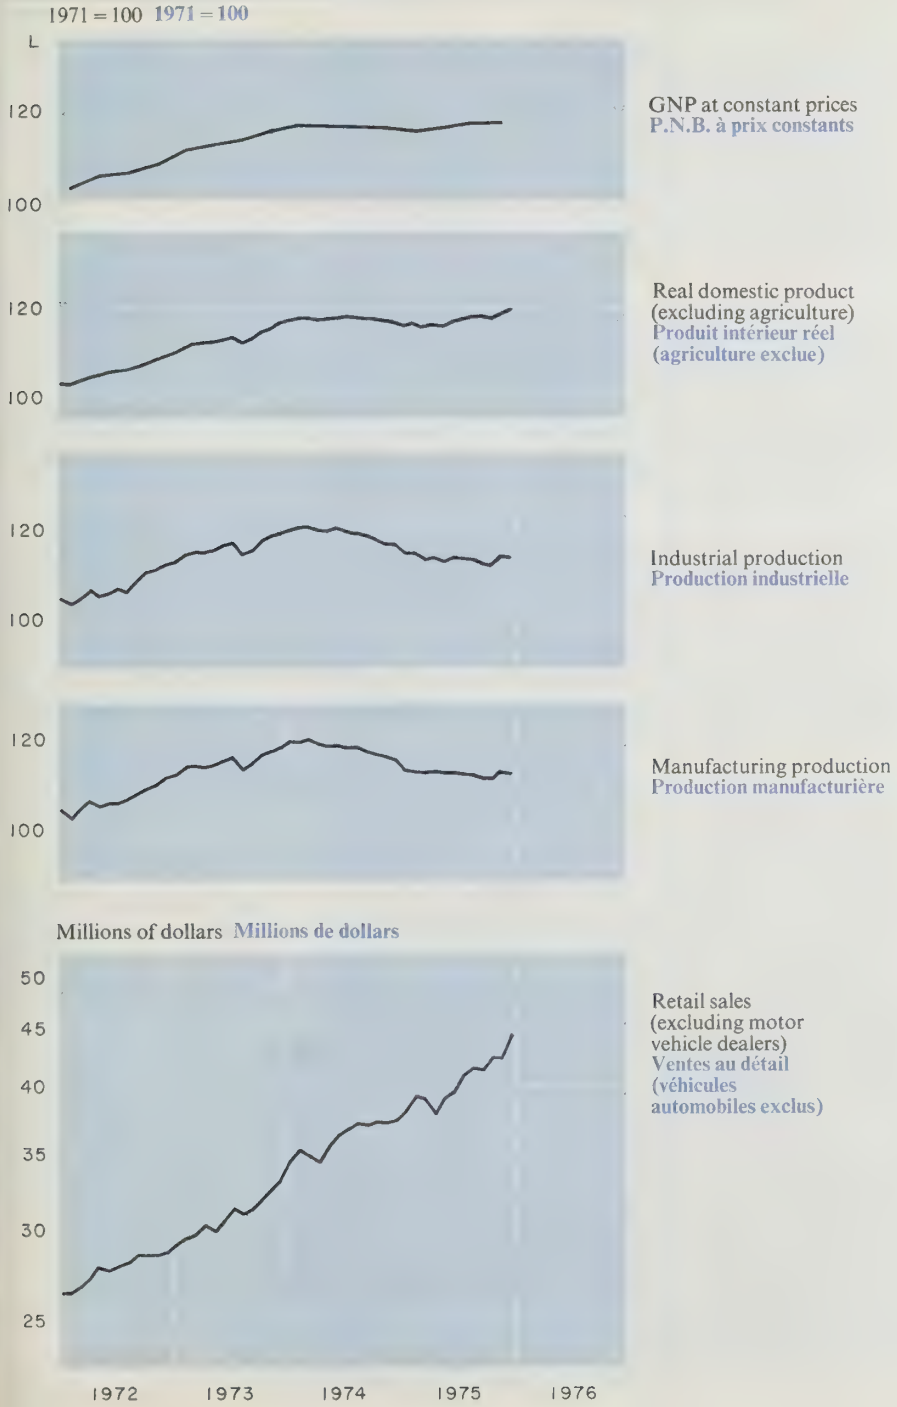 1971 = 100 1971 = 100
L
120
100
GNP at constant prices
P.N.B. à prix constants
120
100
Real domestic product
(excluding agriculture)
Produit intérieur réel
(agriculture exclue)
120
100
Industrial production
Production industrielle
120
100
Manufacturing production
Production manufacturière
Millions of dollars Millions de dollars
50
45
40
35
30
25
Retail sales
(excluding motor
vehicle dealers)
Ventes au détail
(véhicules
automobiles exclus)
1972 1973 1974 1975 1976